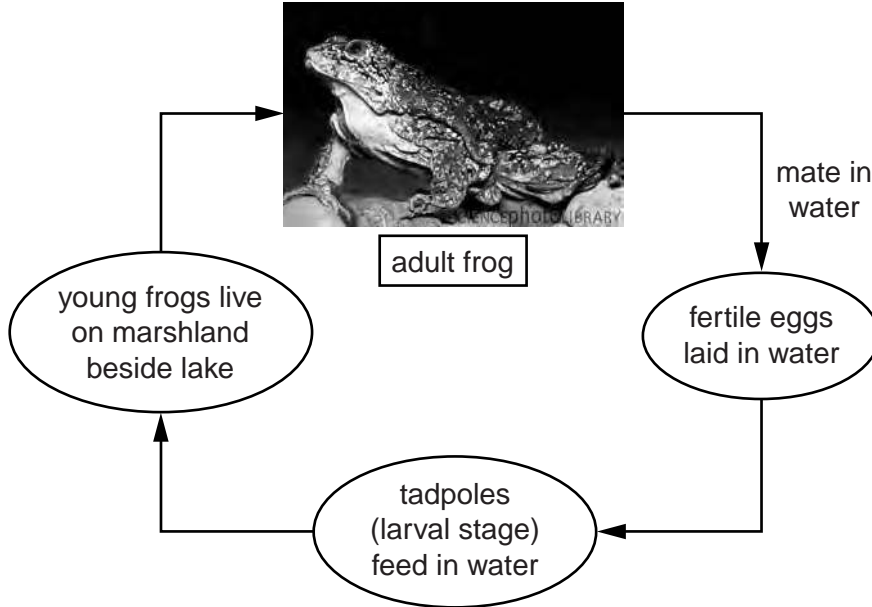 SCIENCEphotoLIBRARY
adult frog
mate in
water
fertile eggs
laid in water
tadpoles
(larval stage)
feed in water
young frogs live
on marshland
beside lake